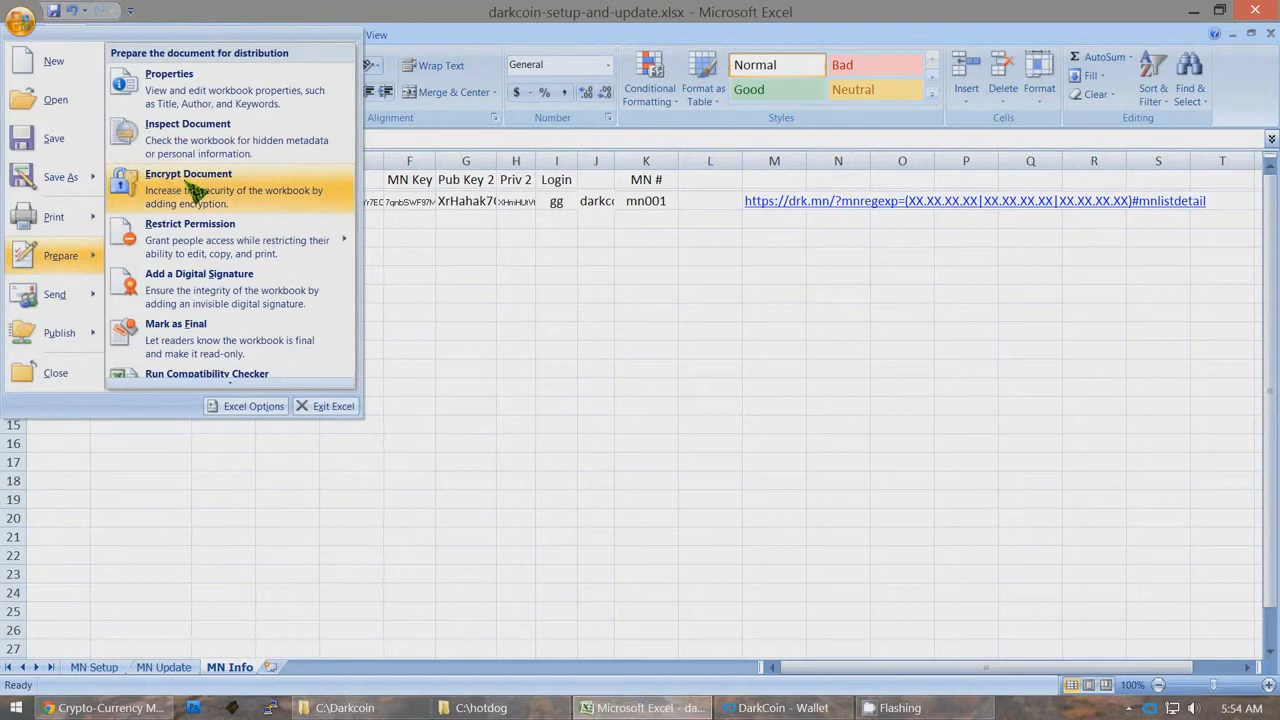 darkcoin-setup-and-update.xlsx - Microsoft Excel
View
New
Open
Save
Save As
Print
Prepare
Send
Publish
Close
Prepare the document for distribution
Properties
View and edit workbook properties, such
as Title, Author, and Keywords.
Inspect Document
Check the workbook for hidden metadata
or personal information.
Encrypt Document
Increase the security of the workbook by
adding encryption.
Restrict Permission
Grant people access while restricting their
ability to edit, copy, and print.
Add a Digital Signature
Ensure the integrity of the workbook by
adding an invisible digital signature.
Mark as Final
Let readers know the workbook is final
and make it read-only.
Run Compatibility Checker
Excel Options
Exit Excel
Wrap Text
Merge & Center
Alignment
General
$ % ,
Number
Conditional
Formatting
Format as
Table
Normal
Bad
Good
Neutral
Styles
Insert
Delete
Format
Cells
AutoSum
Fill
Clear
Sort &
Filter
Find &
Select
Editing
F G H I J K L M N O P Q R S T
MN Key Pub Key 2 Priv 2 Login MN #
XrHahak7 gg darkc mn001 https://drk.mn/?mnregexp=(XX.XX.XX.XX|XX.XX.XX.XX|XX.XX.XX.XX)#mnlistdetail
15
16
17
18
19
20
21
22
23
24
25
26
27
MN Setup MN Update MN Info
Ready
100%
Crypto-Currency M...
C:\Darkcoin
C:\hotdog
Microsoft Excel - da...
DarkCoin - Wallet
Flashing
5:54 AM